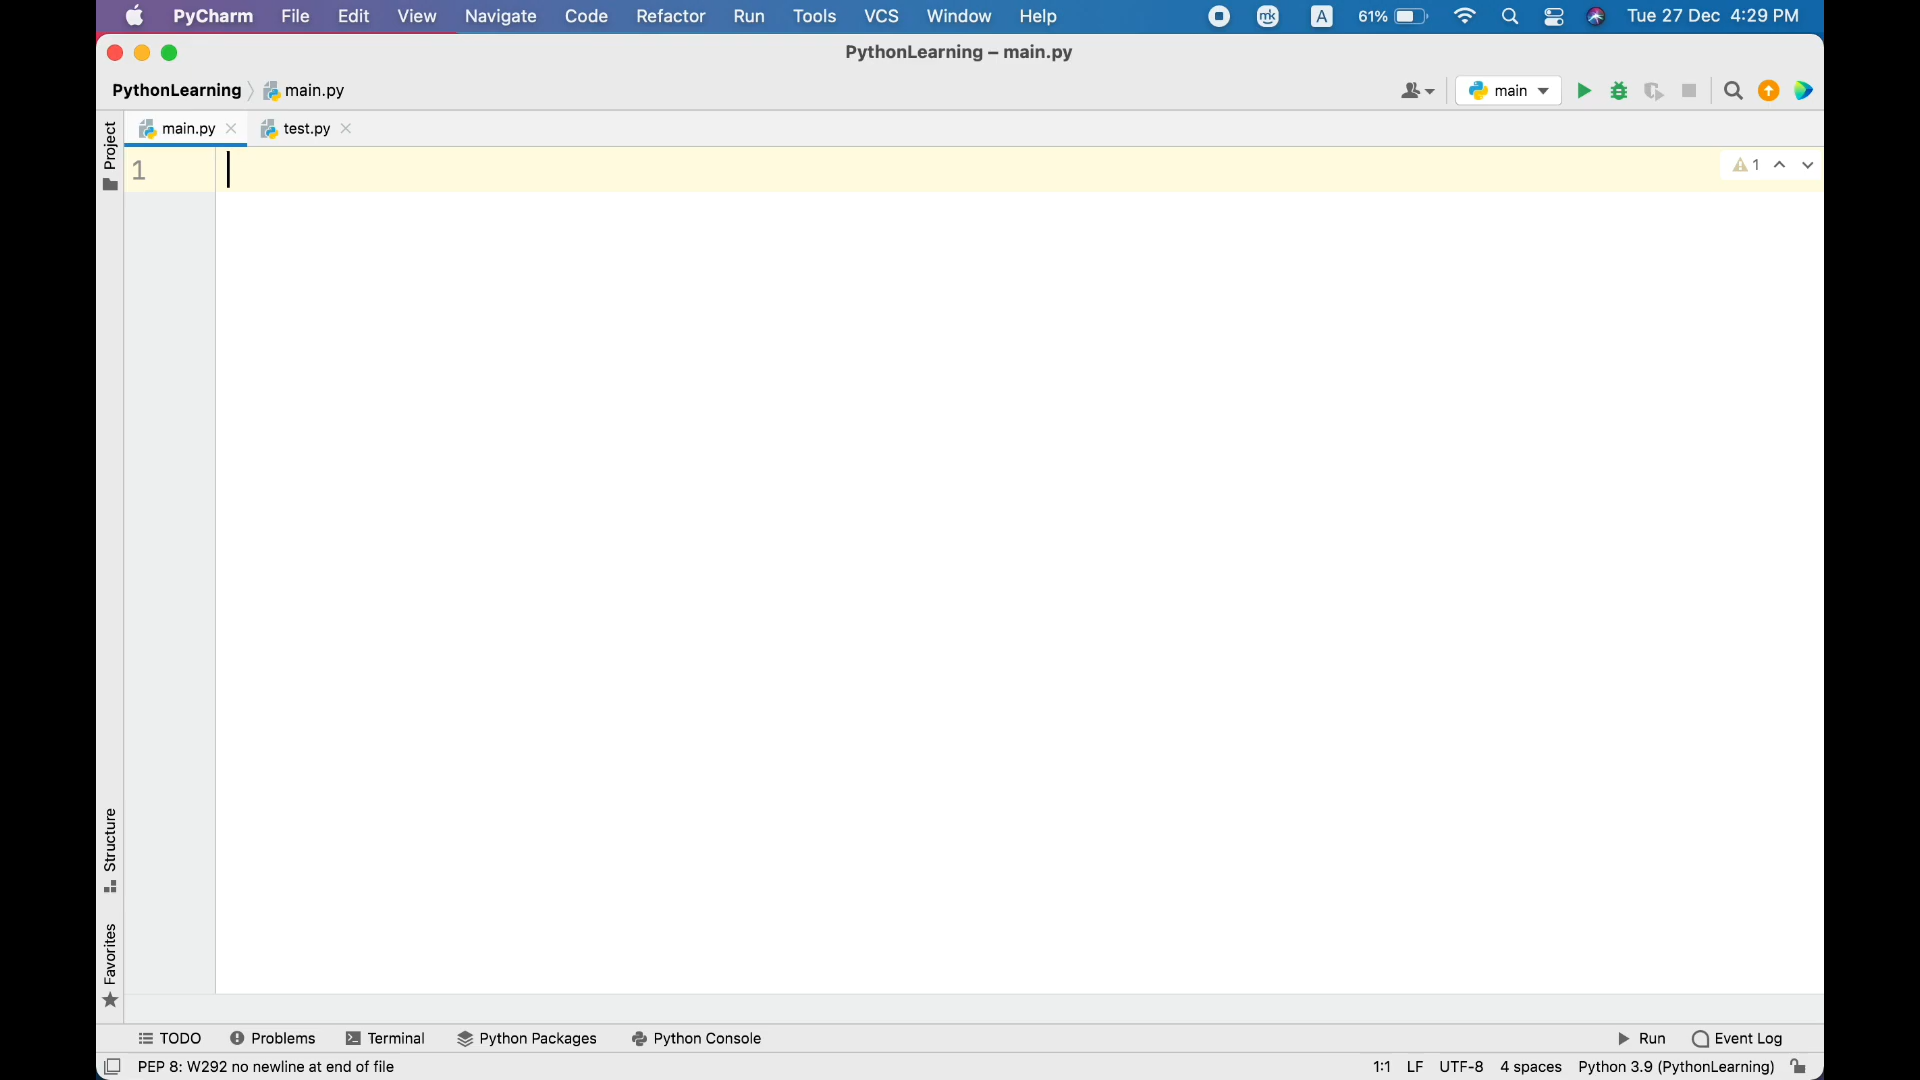 PyCharm File Edit View Navigate Code Refactor Run Tools VCS Window Help mk A 61% Tue 27 Dec 4:29 PM
PythonLearning – main.py
PythonLearning main.py main
main.py test.py
Project
1
1
Structure
Favorites
TODO Problems Terminal Python Packages Python Console Run Event Log
PEP 8: W292 no newline at end of file 1:1 LF UTF-8 4 spaces Python 3.9 (PythonLearning)